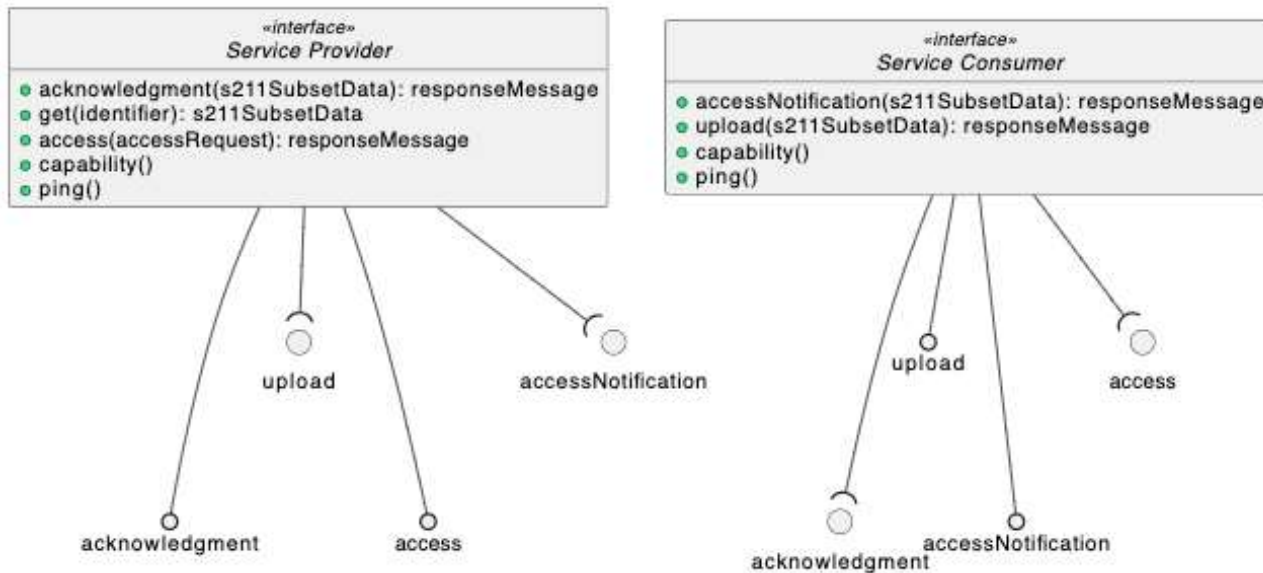 «interface»
Service Provider
acknowledgment(s211SubsetData): responseMessage
get(identifier): s211SubsetData
access(accessRequest): responseMessage
capability()
ping()
«interface»
Service Consumer
accessNotification(s211SubsetData): responseMessage
upload(s211SubsetData): responseMessage
capability()
ping()
upload
accessNotification
acknowledgment
access
upload
access
acknowledgment
accessNotification